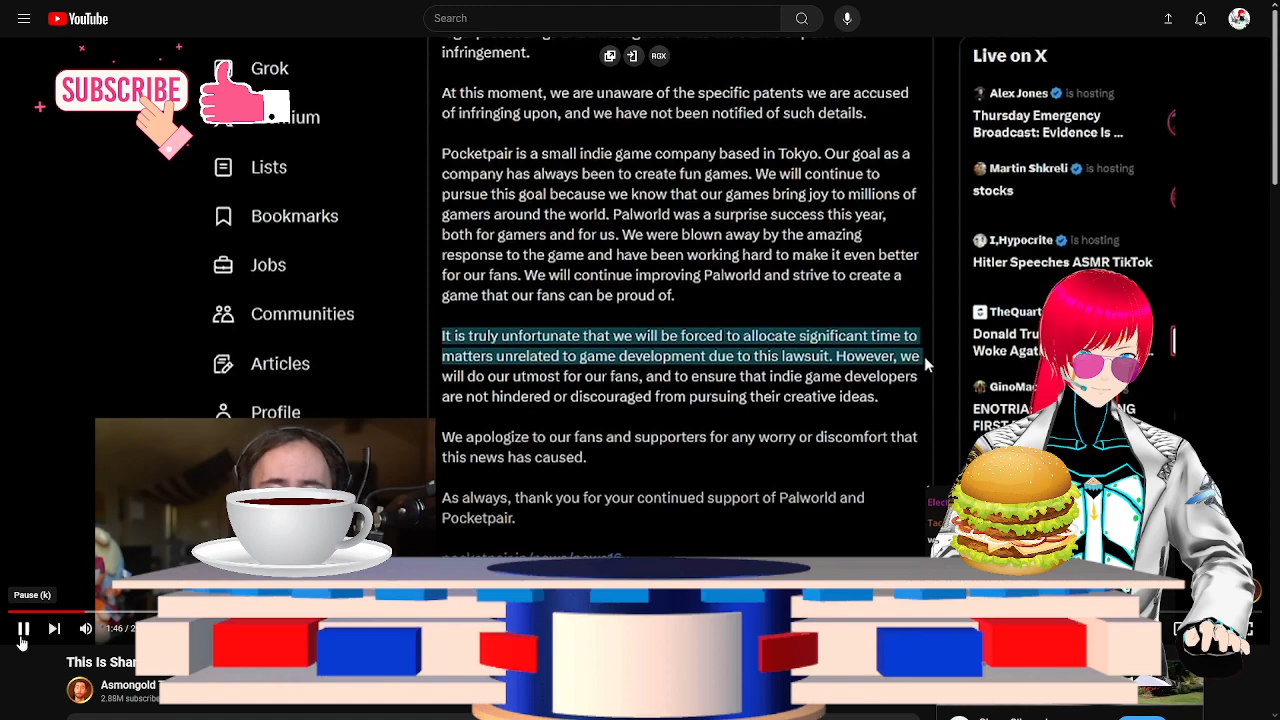 YouTube
Search
SUBSCRIBE
Grok
Lists
Bookmarks
Jobs
Communities
Articles
Profile
infringement.
RGX
At this moment, we are unaware of the specific patents we are accused
of infringing upon, and we have not been notified of such details.
Pocketpair is a small indie game company based in Tokyo. Our goal as a
company has always been to create fun games. We will continue to
pursue this goal because we know that our games bring joy to millions of
gamers around the world. Palworld was a surprise success this year,
both for gamers and for us. We were blown away by the amazing
response to the game and have been working hard to make it even better
for our fans. We will continue improving Palworld and strive to create a
game that our fans can be proud of.
It is truly unfortunate that we will be forced to allocate significant time to
matters unrelated to game development due to this lawsuit. However, we
will do our utmost for our fans, and to ensure that indie game developers
are not hindered or discouraged from pursuing their creative ideas.
We apologize to our fans and supporters for any worry or discomfort that
this news has caused.
As always, thank you for your continued support of Palworld and
Pocketpair.
Live on X
Alex Jones is hosting
Thursday Emergency
Broadcast: Evidence Is ...
Martin Shkreli is hosting
stocks
I,Hypocrite is hosting
Hitler Speeches ASMR TikTok
TheQuart
Donald Tru
Woke Agat
GinoMa
ENOTRIA
FIRST
Pause (k)
1:46 / 2
This Is Shar
Asmongold T
2.88M subscribe